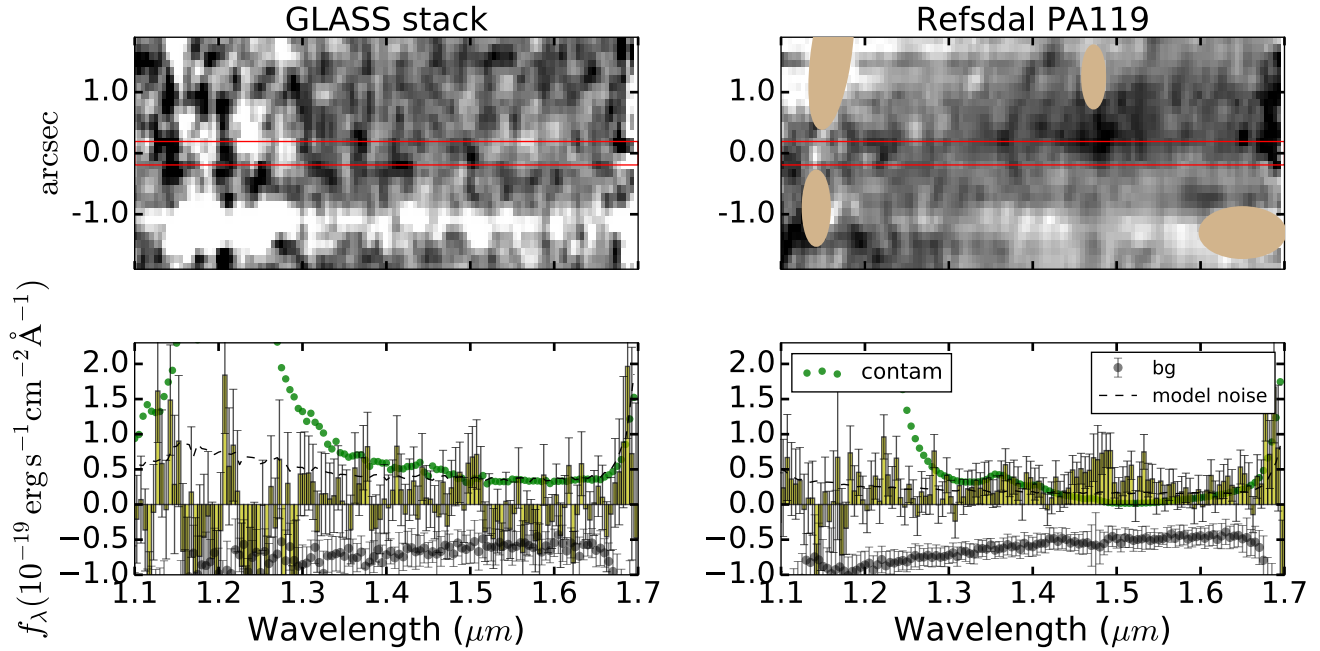 GLASS stack
Refsdal PA119
arcsec
1.0
0.0
-1.0
1.0
0.0
-1.0
f_λ(10^−19 erg s^−1cm^−2 Å^−1)
2.0
1.5
1.0
0.5
0.0
−0.5
−1.0
2.0
1.5
1.0
0.5
0.0
−0.5
−1.0
contam
bg
model noise
1.1 1.2 1.3 1.4 1.5 1.6 1.7
1.1 1.2 1.3 1.4 1.5 1.6 1.7
Wavelength (μm)
Wavelength (μm)